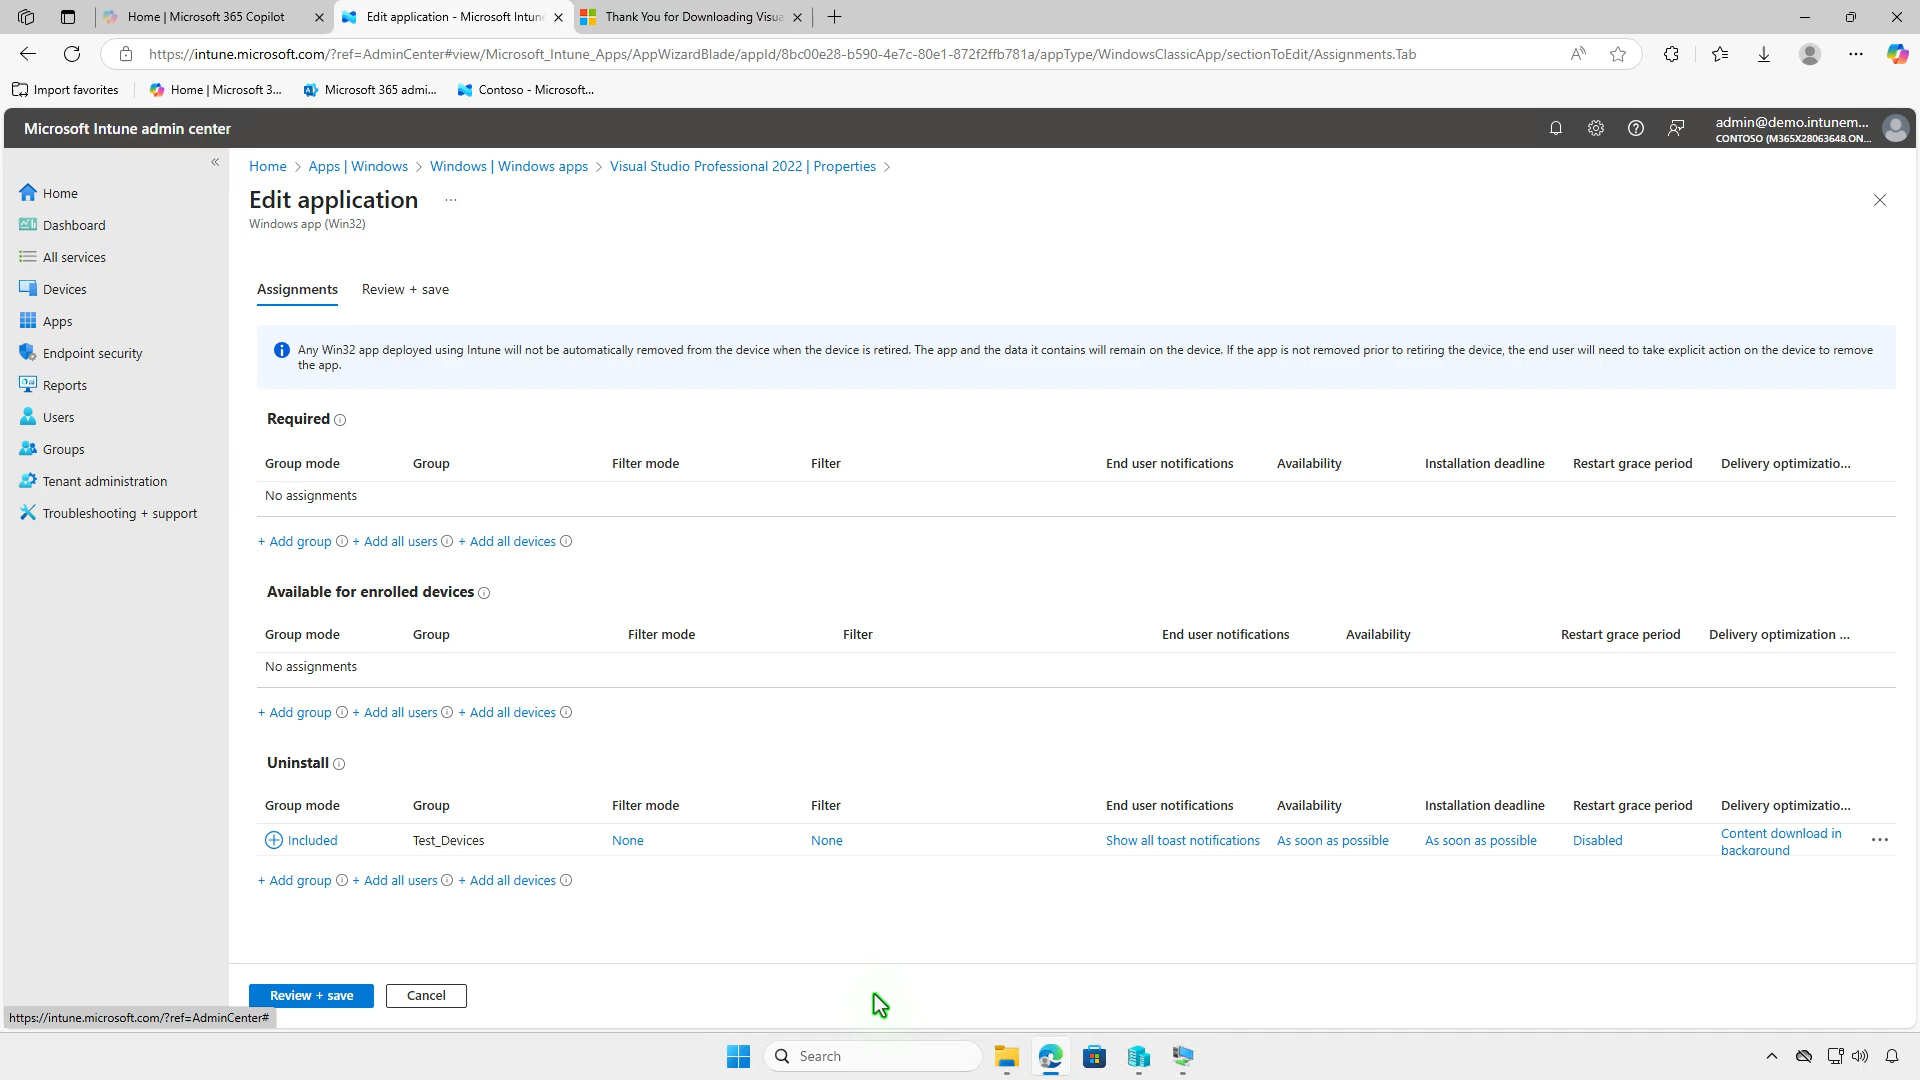 Home | Microsoft 365 Copilot
Edit application - Microsoft Intune
Thank You for Downloading Visua
https://intune.microsoft.com/?ref=AdminCenter#view/Microsoft_Intune_Apps/AppWizardBlade/appId/8bc00e28-b590-4e7c-80e1-872f2ffb781a/appType/WindowsClassicApp/sectionToEdit/Assignments.Tab
Import favorites
Home | Microsoft 3...
Microsoft 365 admi...
Contoso - Microsoft...
Microsoft Intune admin center
admin@demo.intunem...
CONTOSO (M365X28063648.ON...
Home > Apps | Windows > Windows | Windows apps > Visual Studio Professional 2022 | Properties >
Edit application ...
Windows app (Win32)
Home
Dashboard
All services
Devices
Apps
Endpoint security
Reports
Users
Groups
Tenant administration
Troubleshooting + support
Assignments
Review + save
Any Win32 app deployed using Intune will not be automatically removed from the device when the device is retired. The app and the data it contains will remain on the device. If the app is not removed prior to retiring the device, the end user will need to take explicit action on the device to remove
the app.
Required
Group mode Group Filter mode Filter End user notifications Availability Installation deadline Restart grace period Delivery optimizatio...
No assignments
+ Add group + Add all users + Add all devices
Available for enrolled devices
Group mode Group Filter mode Filter End user notifications Availability Restart grace period Delivery optimization ...
No assignments
+ Add group + Add all users + Add all devices
Uninstall
Group mode Group Filter mode Filter End user notifications Availability Installation deadline Restart grace period Delivery optimizatio...
Included Test_Devices None None Show all toast notifications As soon as possible As soon as possible Disabled Content download in
background
+ Add group + Add all users + Add all devices
Review + save
Cancel
https://intune.microsoft.com/?ref=AdminCenter#
Search